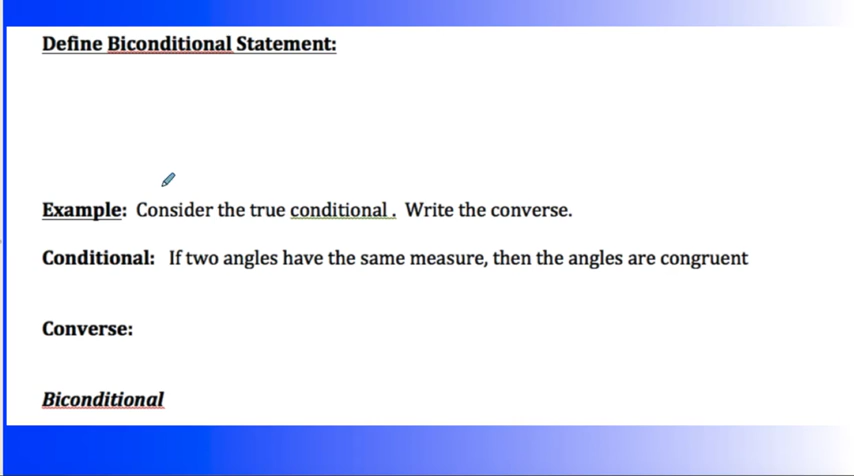 Define Biconditional Statement:
Example: Consider the true conditional . Write the converse.
Conditional: If two angles have the same measure, then the angles are congruent
Converse:
Biconditional